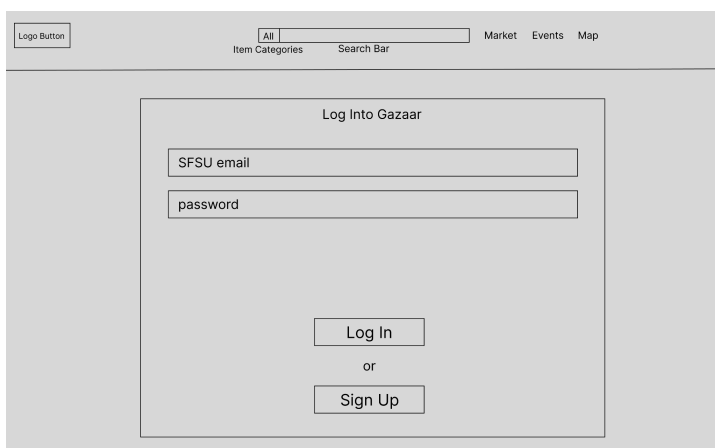 Logo Button
All
Market Events Map
Item Categories Search Bar
Log Into Gazaar
SFSU email
password
Log In
or
Sign Up